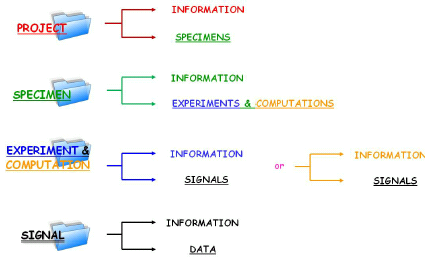 INFORMATION
PROJECT
SPECIMENS
INFORMATION
SPECIMEN
EXPERIMENTS & COMPUTATIONS
EXPERIMENT &
COMPUTATION
INFORMATION
or
INFORMATION
SIGNALS
SIGNALS
INFORMATION
SIGNAL
DATA